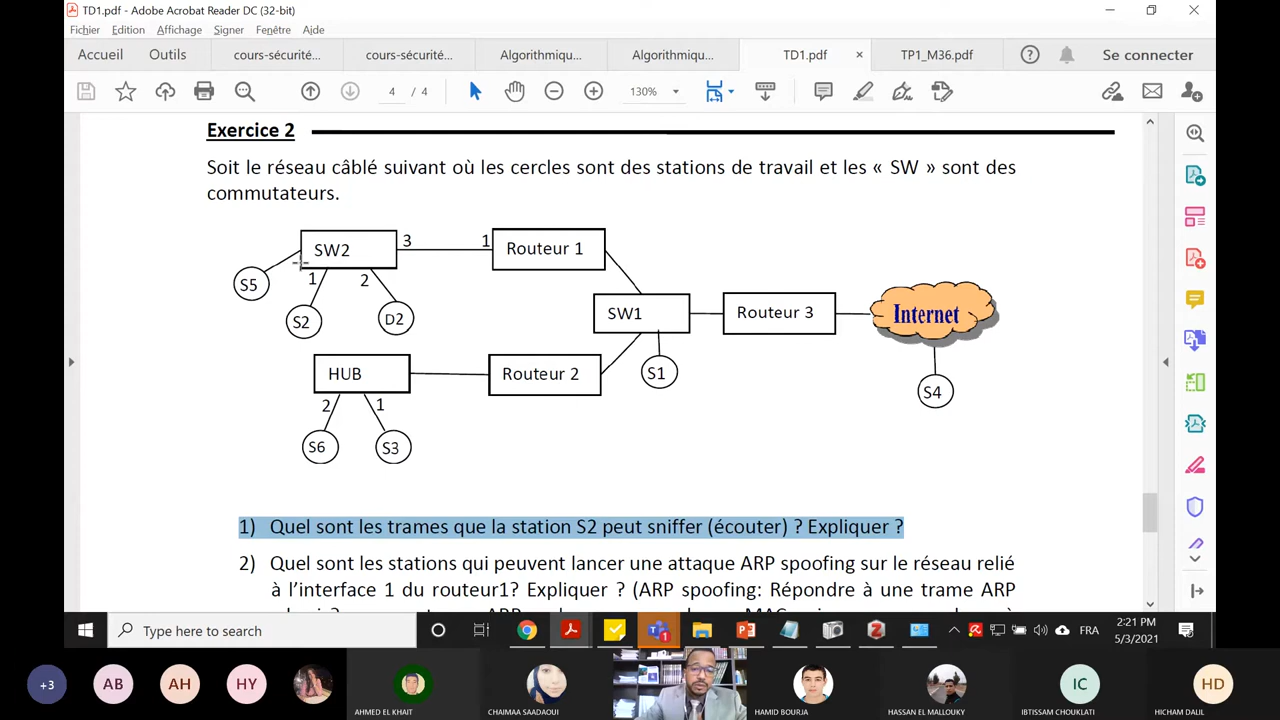 TD1.pdf - Adobe Acrobat Reader DC (32-bit)
Fichier Edition Affichage Signer Fenêtre Aide
Accueil Outils cours-sécurité cours-sécurité... Algorithmiqu... Algorithmiqu... TD1.pdf × TP1_M36.pdf Se connecter
4 / 4 130%
Exercice 2
Soit le réseau câblé suivant où les cercles sont des stations de travail et les « SW » sont des
commutateurs.
SW2 3 1 Routeur 1
S5 1 2
S2 D2
SW1 Routeur 3 Internet
HUB Routeur 2 S1
S4
2 1
S6 S3
1) Quel sont les trames que la station S2 peut sniffer (écouter) ? Expliquer ?
2) Quel sont les stations qui peuvent lancer une attaque ARP spoofing sur le réseau relié
à l'interface 1 du routeur1? Expliquer ? (ARP spoofing: Répondre à une trame ARP
Type here to search
FRA
2:21 PM
5/3/2021
+3 AB AH HY IC HD
AHMED EL KHAIT CHAIMAA SAADAOUI HAMID BOURJA HASSAN EL MALLOUKY IBTISSAM CHOUKLATI HICHAM DALIL